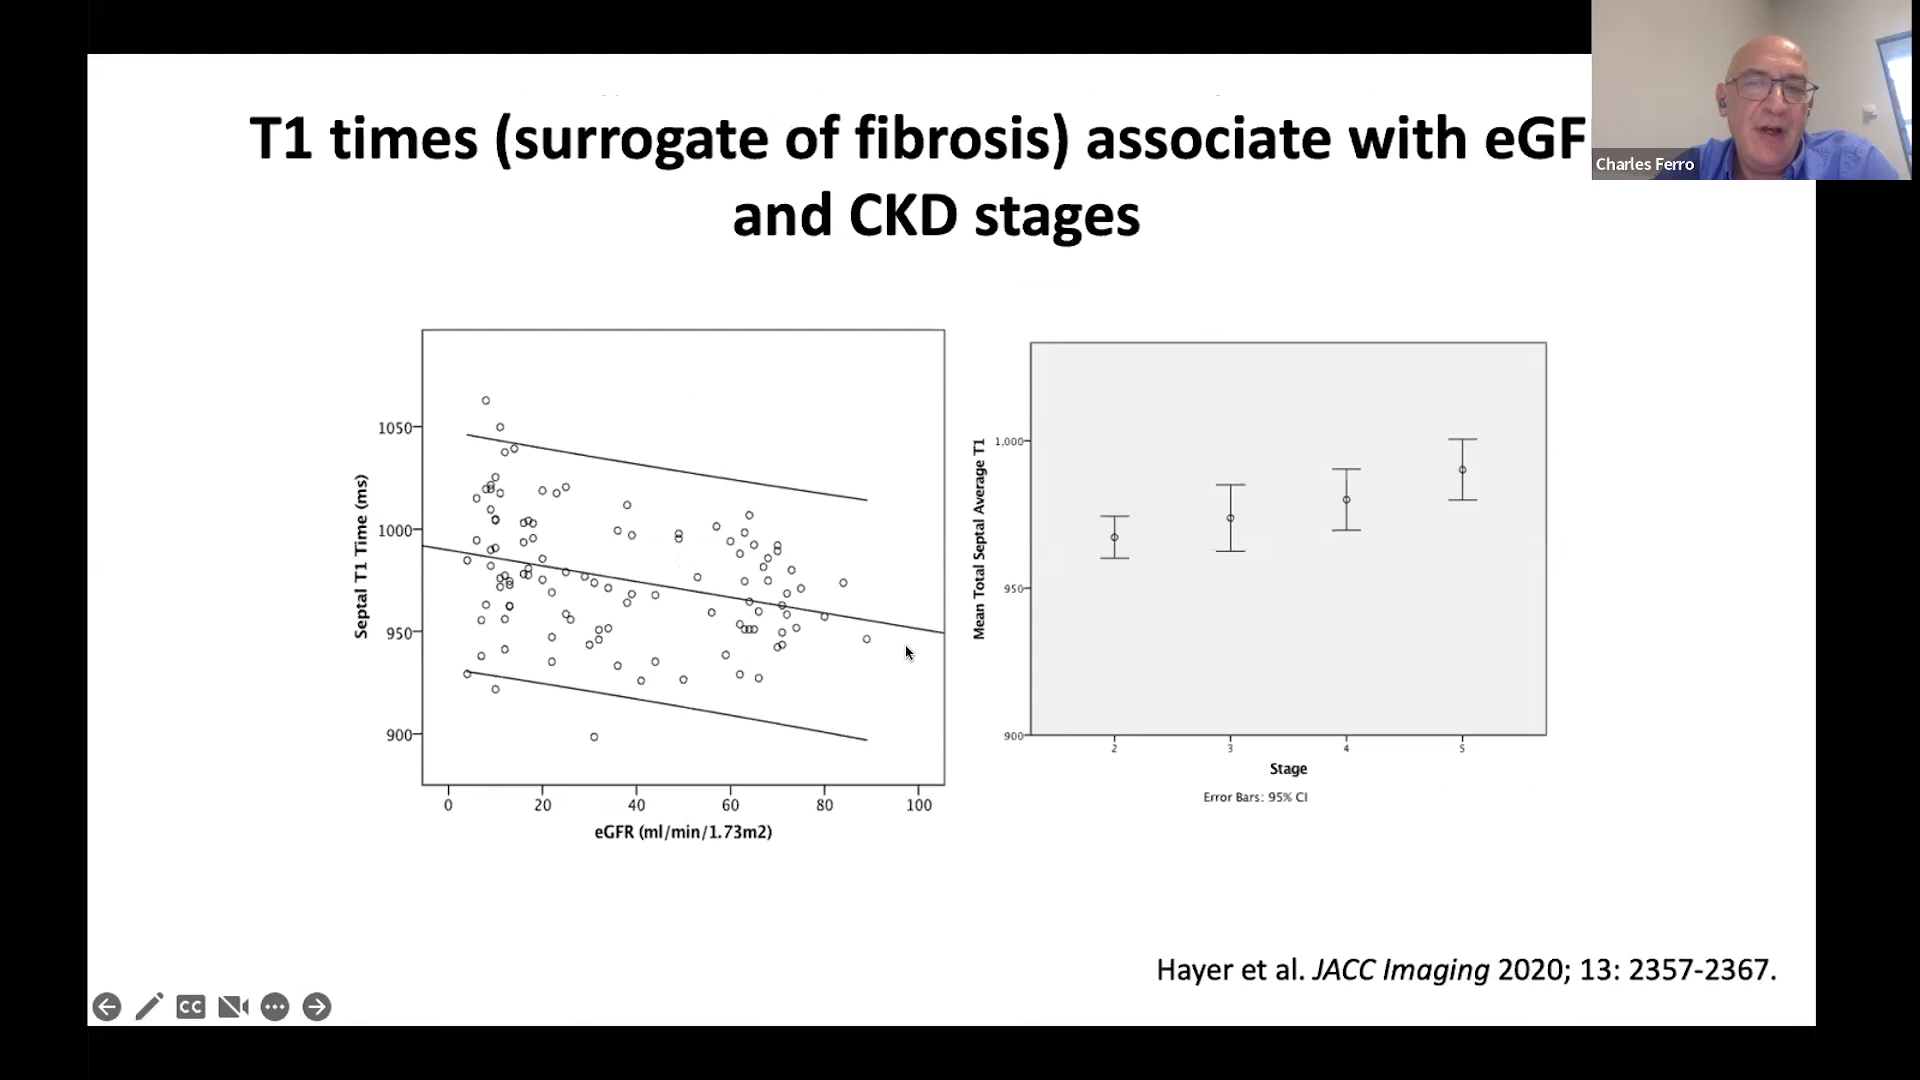 T1 times (surrogate of fibrosis) associate with eGF
and CKD stages
Charles Ferro
Septal T1 Time (ms)
1050
1000
950
900
0 20 40 60 80 100
eGFR (ml/min/1.73m2)
Mean Total Septal Average T1
1,000
950
900
2 3 4 5
Stage
Error Bars: 95% CI
Hayer et al. JACC Imaging 2020; 13: 2357-2367.
CC